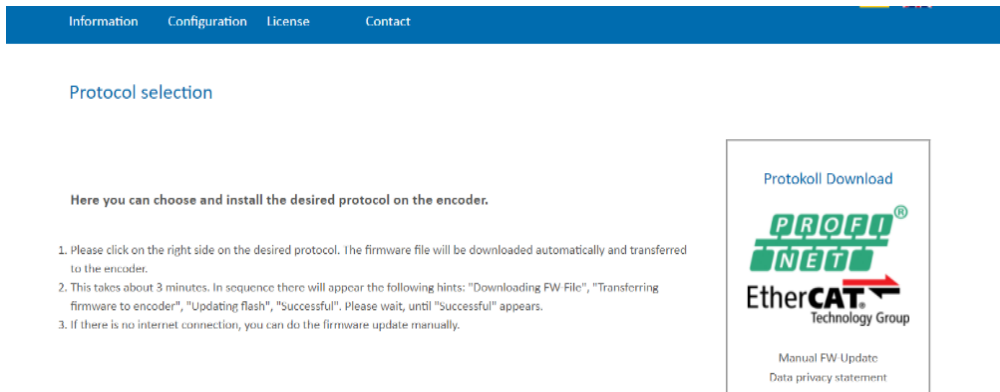 Information Configuration License Contact
Protocol selection
Here you can choose and install the desired protocol on the encoder.
1. Please click on the right side on the desired protocol. The firmware file will be downloaded automatically and transferred
to the encoder.
2. This takes about 3 minutes. In sequence there will appear the following hints: "Downloading FW-File", "Transferring
firmware to encoder", "Updating flash", "Successful". Please wait, until "Successful" appears.
3. If there is no internet connection, you can do the firmware update manually.
Protokoll Download
PROFI
NET
®
EtherCAT.
Technology Group
Manual FW-Update
Data privacy statement